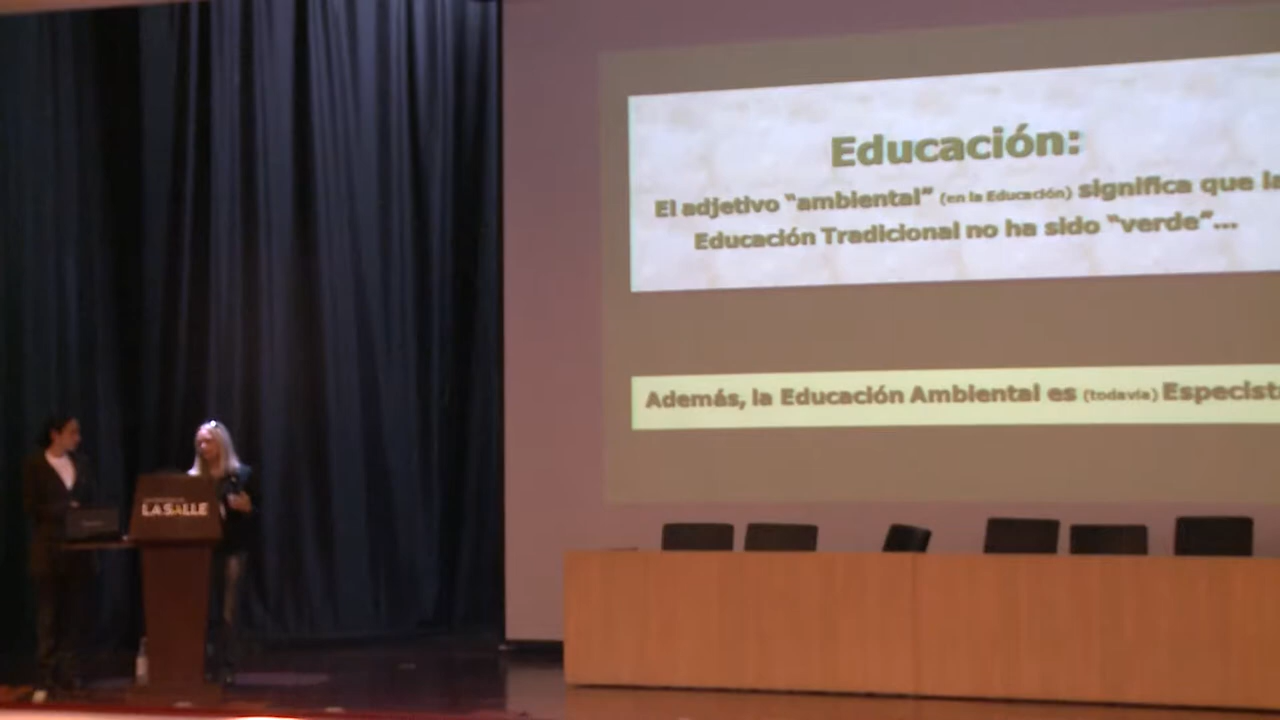 Educación:
El adjetivo “ambiental” (en la Educación) significa que la
Educación Tradicional no ha sido “verde”...
Además, la Educación Ambiental es (todavía) Especista
LA SALLE